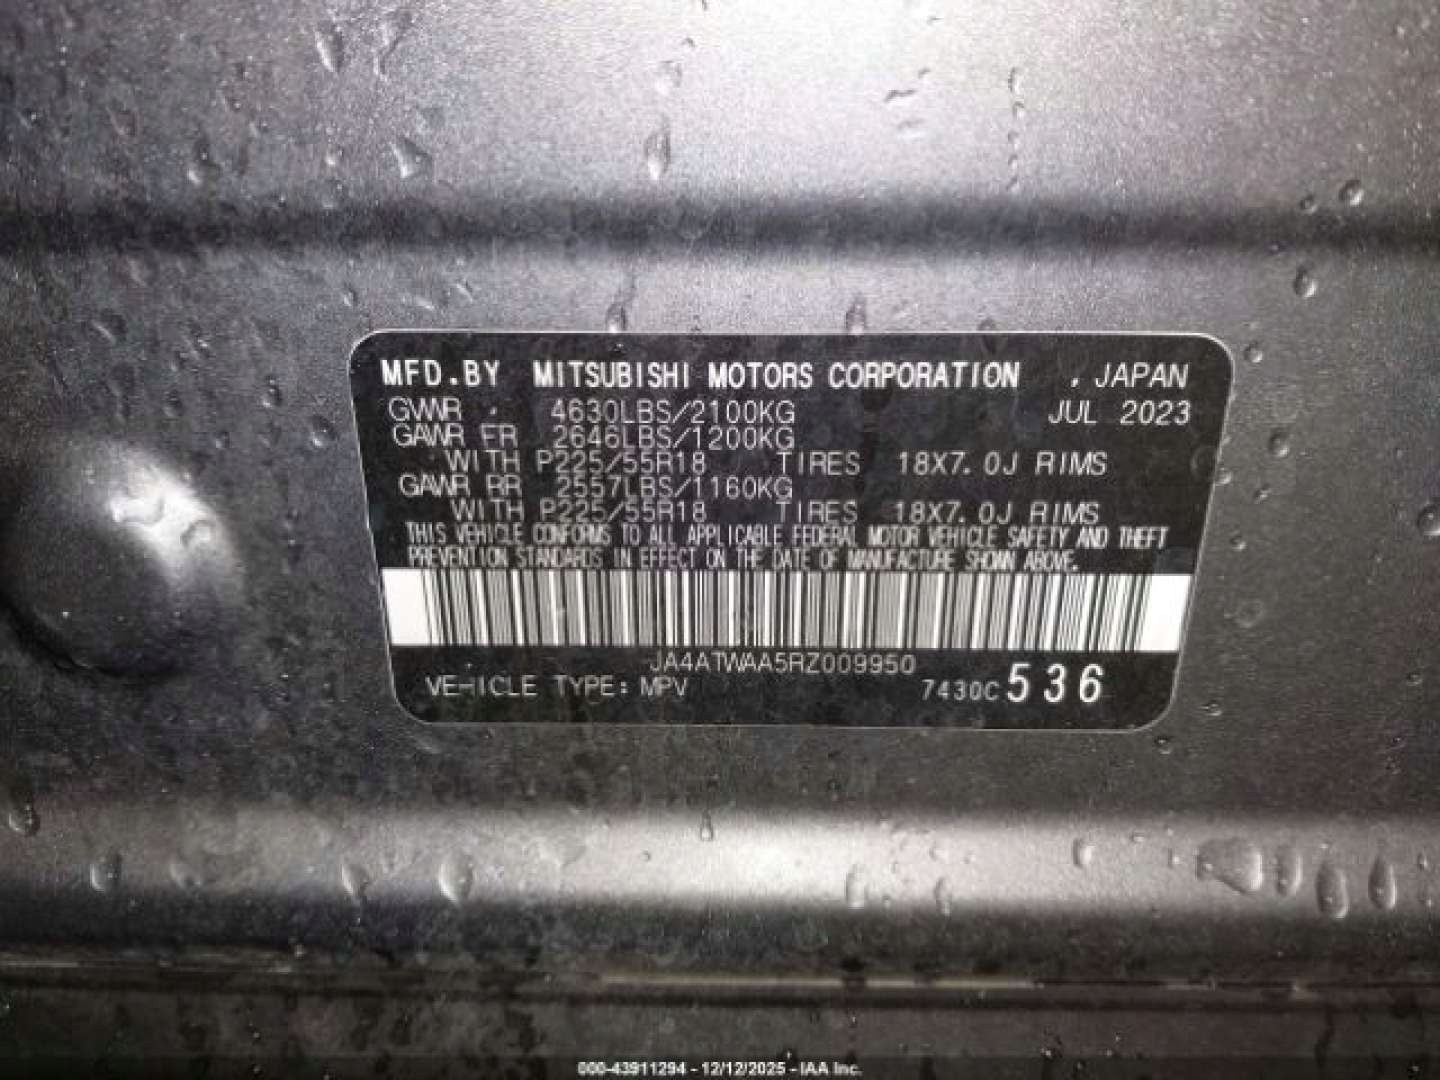 MFD.BY MITSUBISHI MOTORS CORPORATION . JAPAN
GVWR . 4630LBS/2100KG JUL 2023
GAWR FR 2646LBS/1200KG
WITH P225/55R18 TIRES 18X7.0J RIMS
GAWR RR 2557LBS/1160KG
WITH P225/55R18 TIRES 18X7.0J RIMS
THIS VEHICLE CONFORMS TO ALL APPLICABLE FEDERAL MOTOR VEHICLE SAFETY AND THEFT
PREVENTION STANDARDS IN EFFECT ON THE DATE OF MANUFACTURE SHOWN ABOVE.
JA4ATWAA5RZ009950
VEHICLE TYPE: MPV 7430C 536
000-43911294 - 12/12/2025 - IAA Inc.